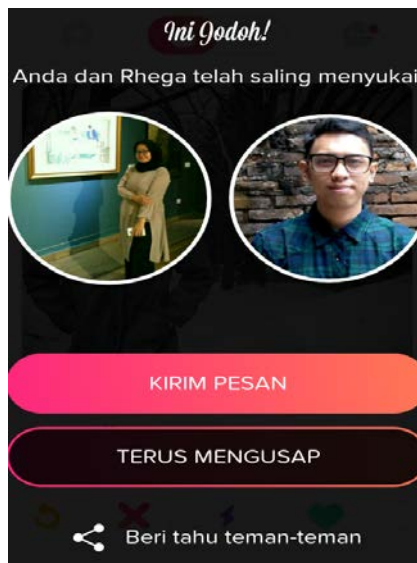 Ini Jodoh!
Anda dan Rhega telah saling menyukai
KIRIM PESAN
TERUS MENGUSAP
Beri tahu teman-teman